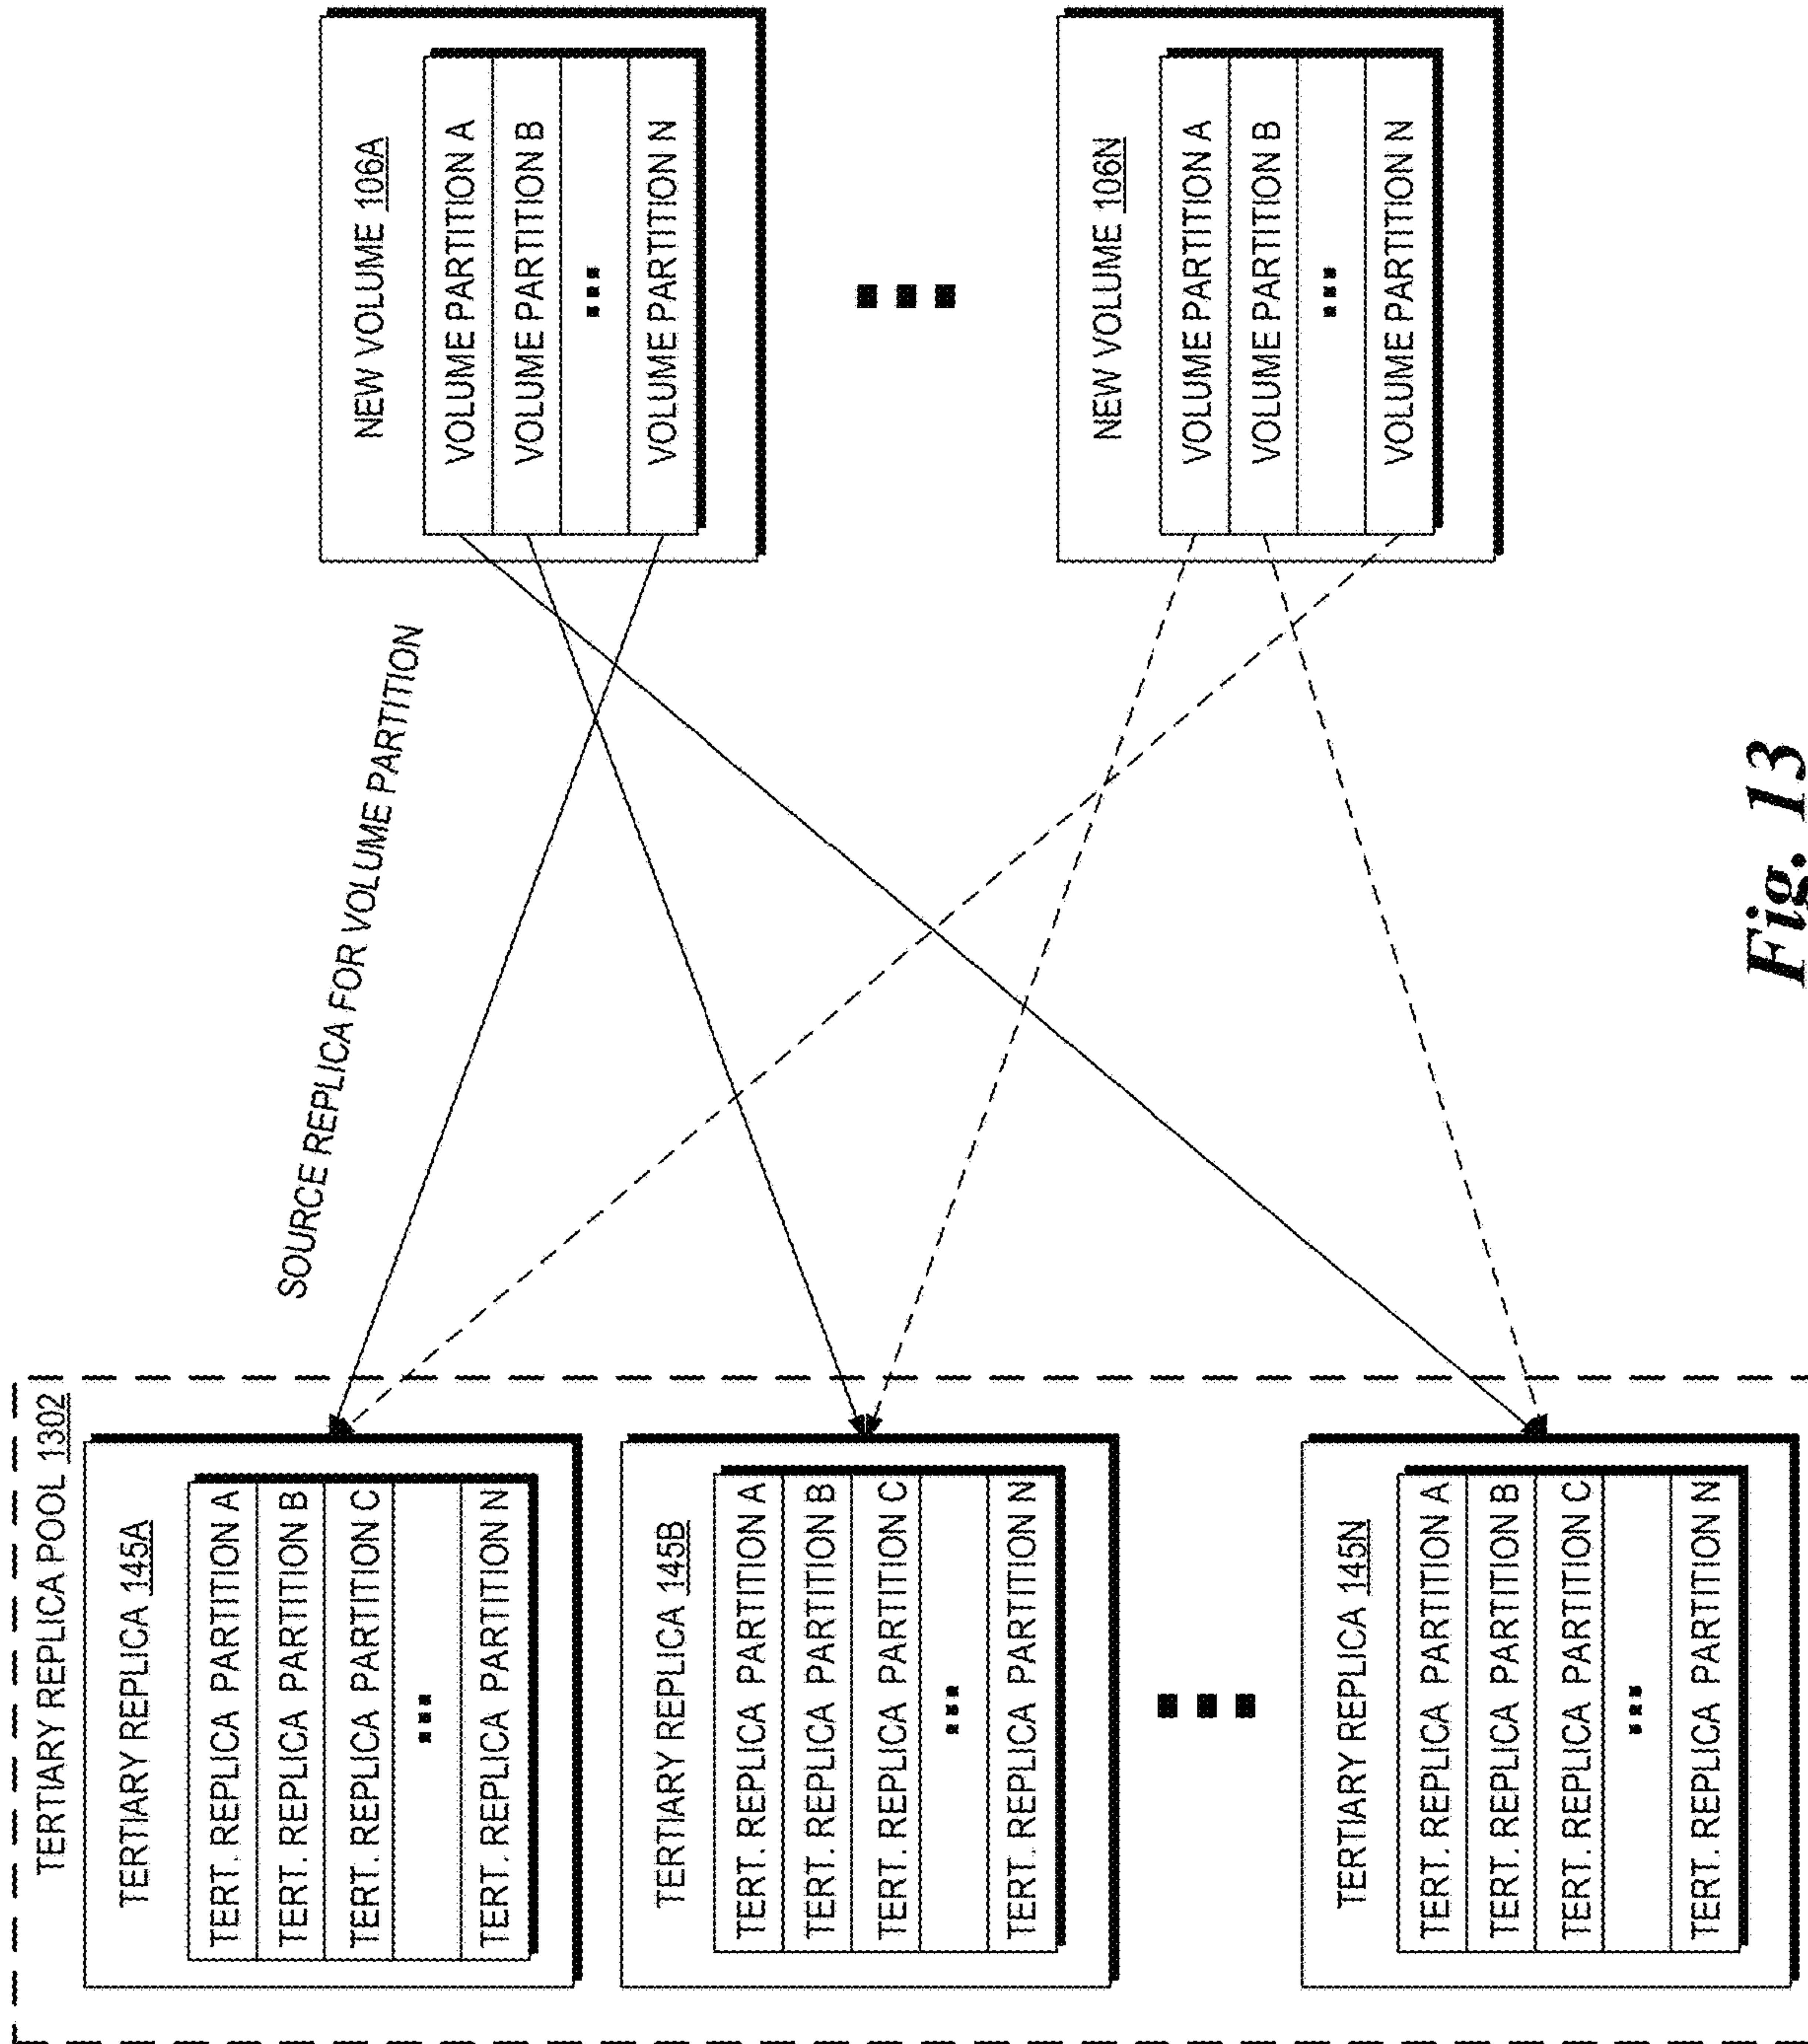 TERTIARY REPLICA POOL 1302
TERTIARY REPLICA 145A
TERT. REPLICA PARTITION A
TERT. REPLICA PARTITION B
TERT. REPLICA PARTITION C
...
TERT. REPLICA PARTITION N
TERTIARY REPLICA 145B
TERT. REPLICA PARTITION A
TERT. REPLICA PARTITION B
TERT. REPLICA PARTITION C
...
TERT. REPLICA PARTITION N
...
TERTIARY REPLICA 145N
TERT. REPLICA PARTITION A
TERT. REPLICA PARTITION B
TERT. REPLICA PARTITION C
...
TERT. REPLICA PARTITION N
SOURCE REPLICA FOR VOLUME PARTITION
NEW VOLUME 106A
VOLUME PARTITION A
VOLUME PARTITION B
...
VOLUME PARTITION N
...
NEW VOLUME 106N
VOLUME PARTITION A
VOLUME PARTITION B
...
VOLUME PARTITION N
Fig. 13